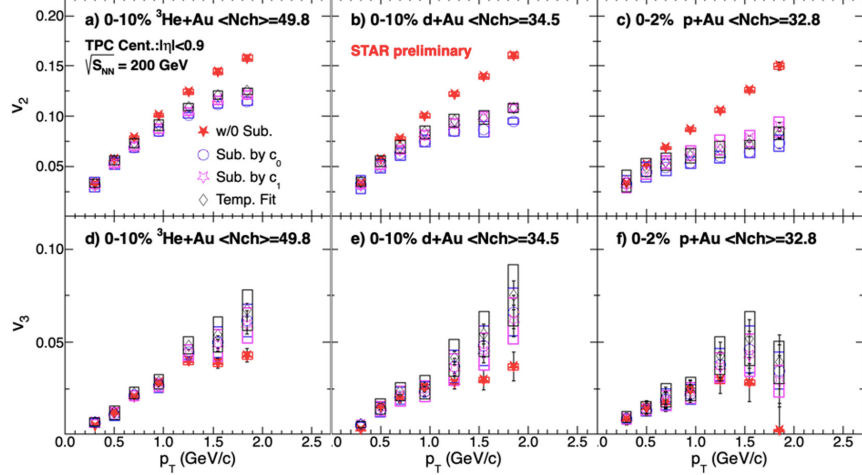 a) 0-10% ³He+Au <Nch>=49.8
b) 0-10% d+Au <Nch>=34.5
c) 0-2% p+Au <Nch>=32.8
TPC Cent.:|η|<0.9
√S_NN = 200 GeV
STAR preliminary
0.20
0.15
0.10
0.05
v₂
w/0 Sub.
Sub. by c₀
Sub. by c₁
Temp. Fit
d) 0-10% ³He+Au <Nch>=49.8
e) 0-10% d+Au <Nch>=34.5
f) 0-2% p+Au <Nch>=32.8
0.10
0.05
v₃
0.0 0.5 1.0 1.5 2.0 0.0 0.5 1.0 1.5 2.0 0.0 0.5 1.0 1.5 2.0 2.5
p_T (GeV/c) p_T (GeV/c) p_T (GeV/c)